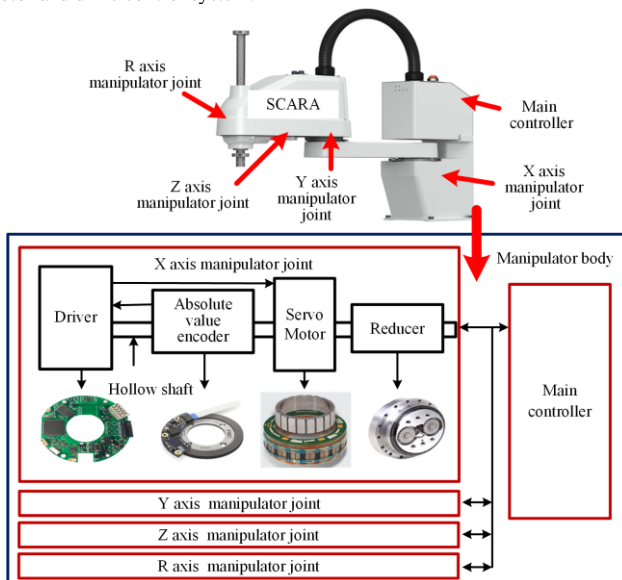 R axis
manipulator joint
SCARA
Main
controller
Z axis
manipulator joint
Y axis
manipulator
joint
X axis
manipulator
joint
Manipulator body
X axis manipulator joint
Driver
Absolute
value
encoder
Servo
Motor
Reducer
Hollow shaft
Main
controller
Y axis manipulator joint
Z axis manipulator joint
R axis manipulator joint